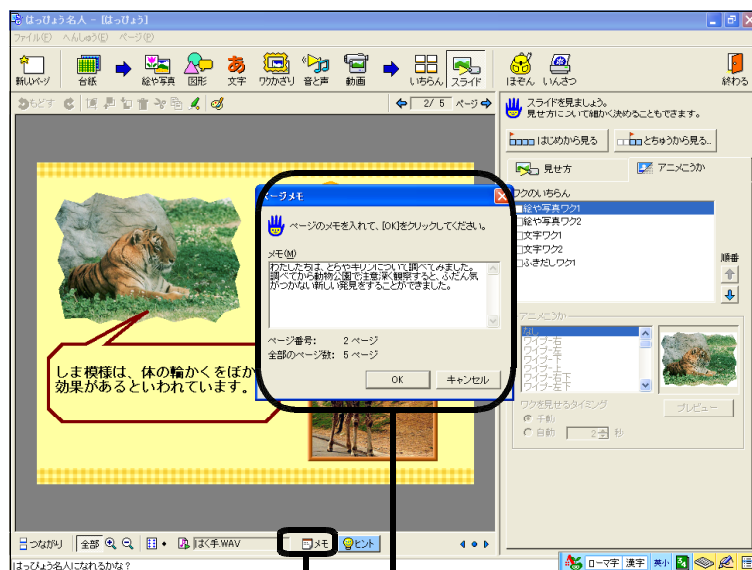 はっぴょう名人 - [はっぴょう]
ファイル(F) へんしゅう(E) ページ(P)
新しいページ 台紙 絵や写真 図形 文字 ワクかざり 音と声 動画 いちらん スライド ほぞん いんさつ 終わる
もどす
2/ 5 ページ
スライドを見ましょう。
見せ方について細かく決めることもできます。
はじめから見る とちゅうから見る..
見せ方 アニメこうか
ワクのいちらん
絵や写真ワク1
絵や写真ワク2
文字ワク1
文字ワク2
ふきだしワク1
順番
ページメモ
ページのメモを入れて、[OK]をクリックしてください。
メモ(M)
わたしたちは、とらやキリンについて調べてみました。
調べてから動物公園で注意深く観察すると、ふだん気
がつかない新しい発見をすることができました。
ページ番号: 2 ページ
全部のページ数: 5 ページ
OK キャンセル
しま模様は、体の輪かくをぼか
効果があるといわれています。
アニメこうか
なし
ワイプ-右
ワイプ-左
ワイプ-下
ワイプ-上
ワイプ-右下
ワイプ-左下
ワクを見せるタイミング
手動
自動 2 秒
プレビュー
つながり 全部 はく手.WAV メモ ヒント
はっぴょう名人になれるかな?
ローマ字 漢字 英小